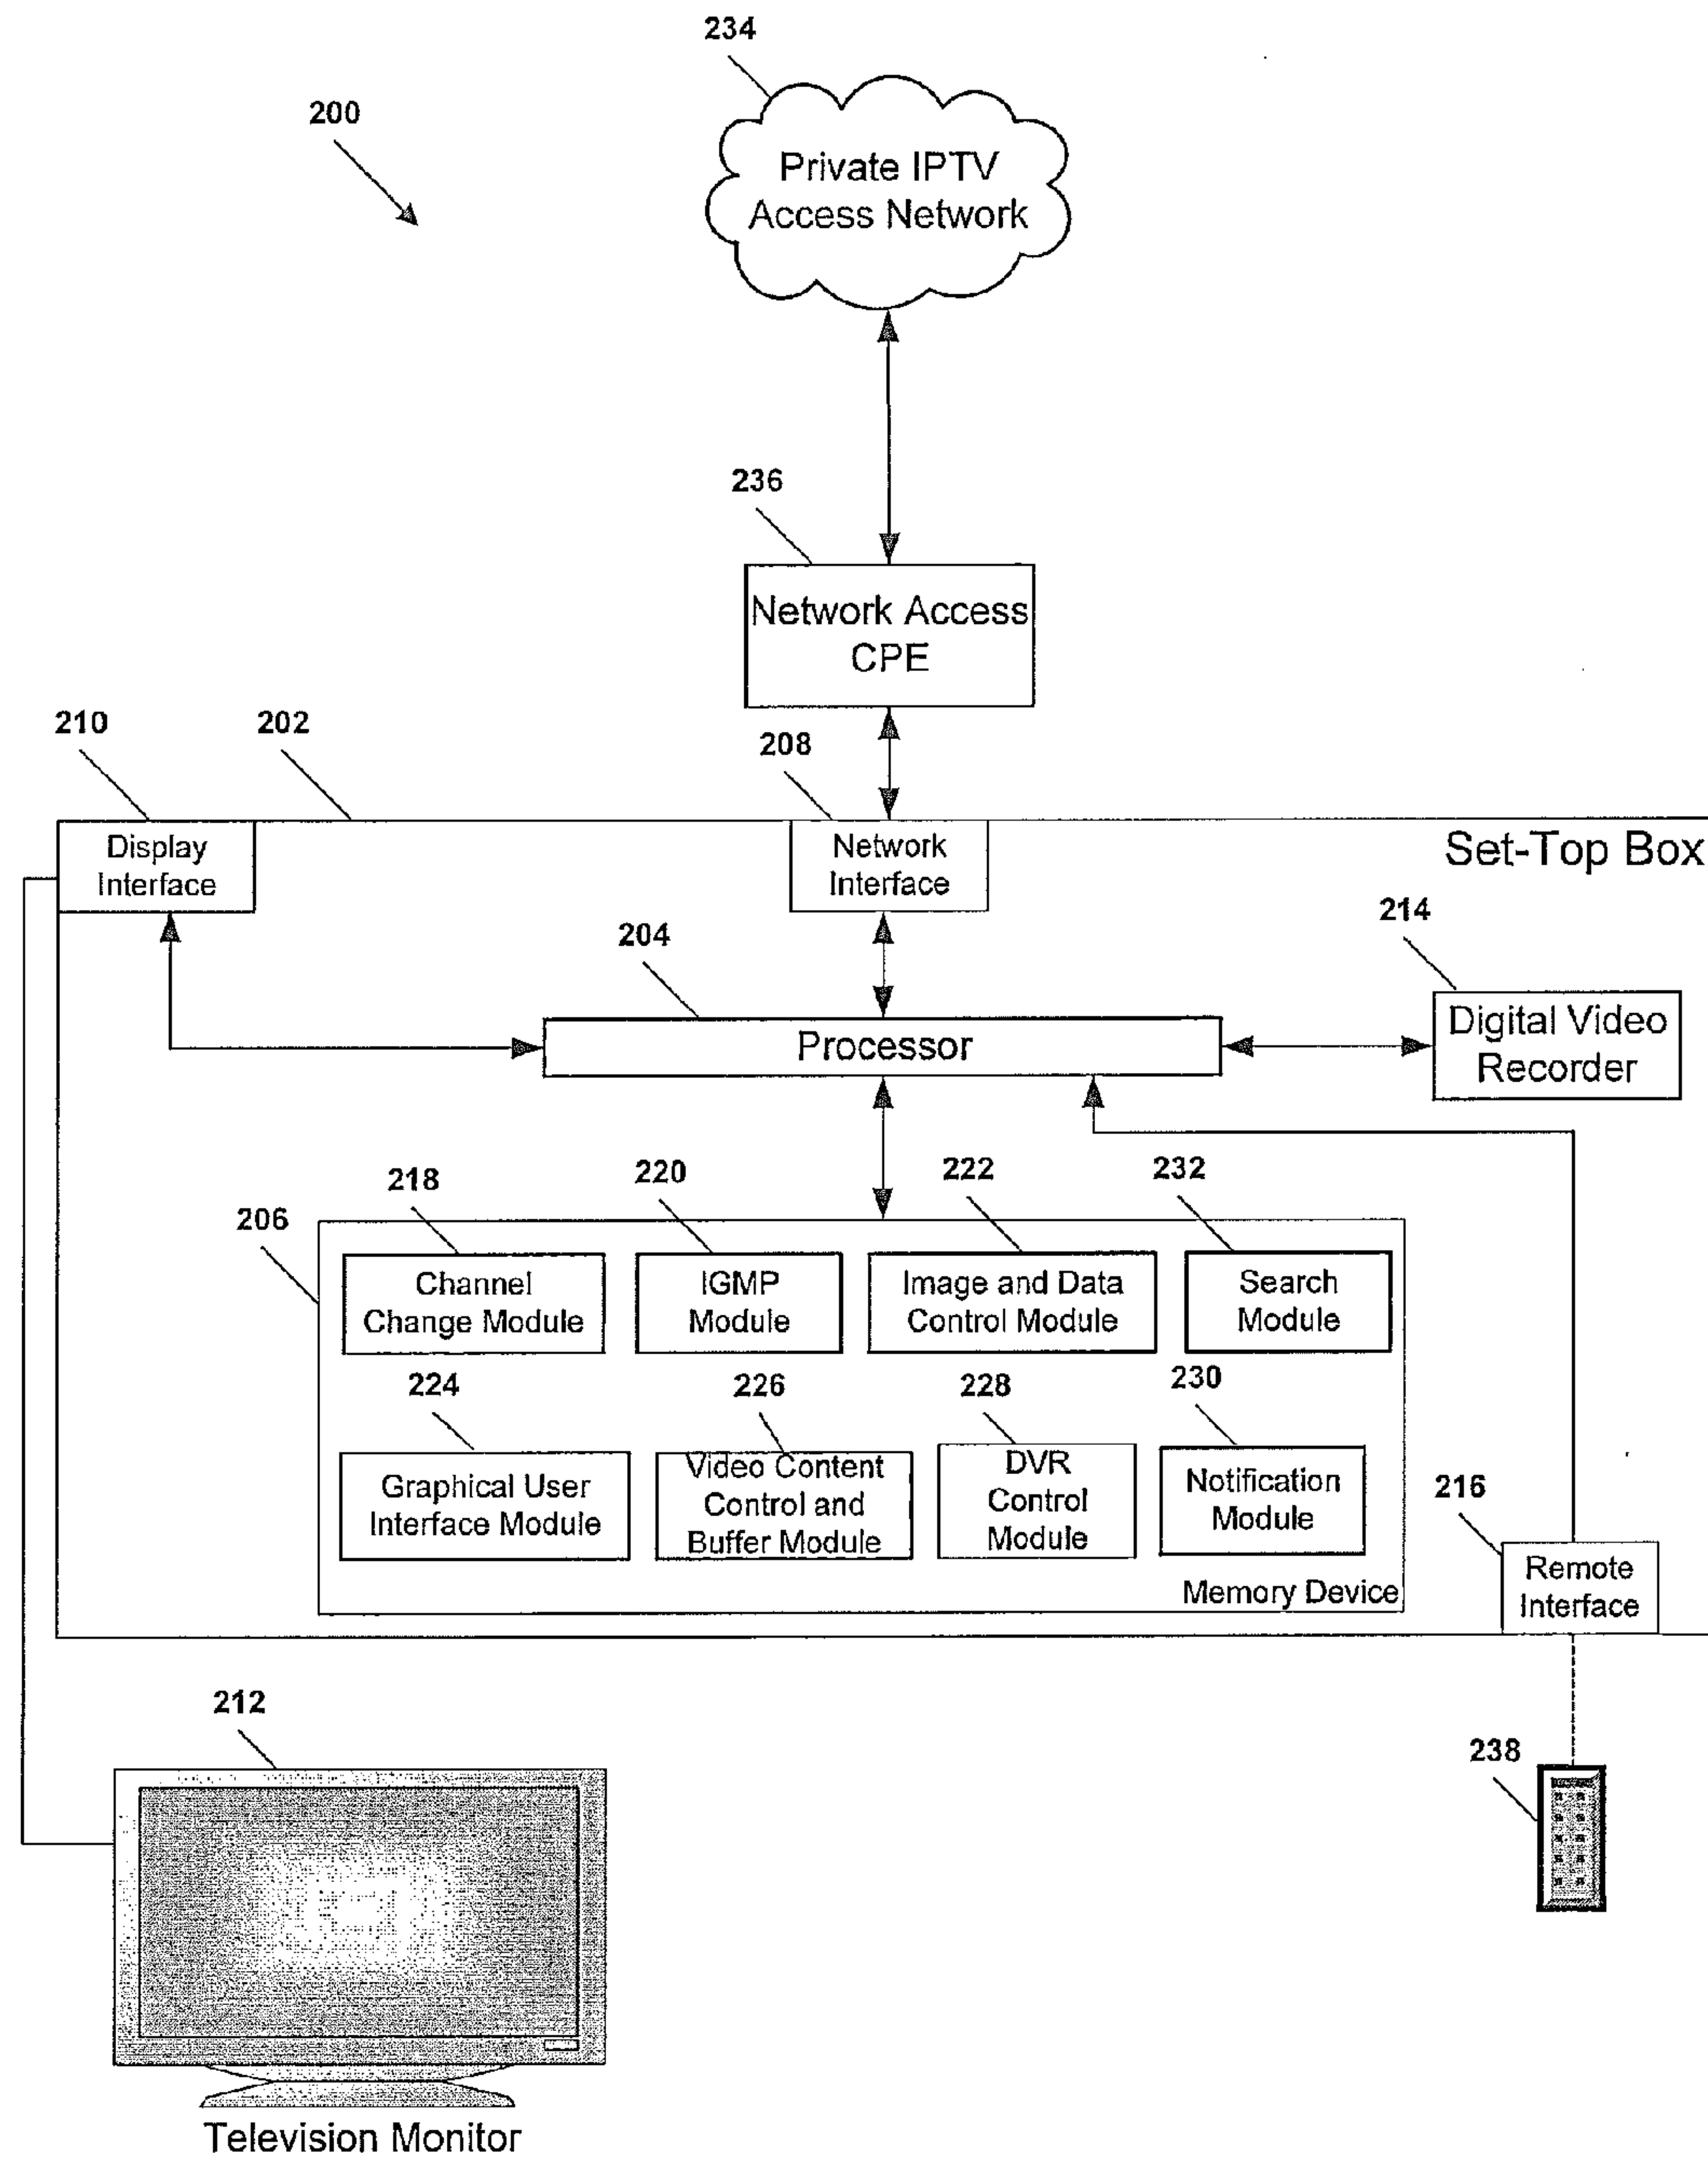 234
200
Private IPTV
Access Network
236
Network Access
CPE
210
202
208
Display
Interface
Network
Interface
Set-Top Box
214
204
Digital Video
Recorder
Processor
218
220
222
232
206
Channel
Change Module
IGMP
Module
Image and Data
Control Module
Search
Module
224
226
228
230
Graphical User
Interface Module
Video Content
Control and
Buffer Module
DVR
Control
Module
Notification
Module
216
Memory Device
Remote
Interface
212
238
Television Monitor